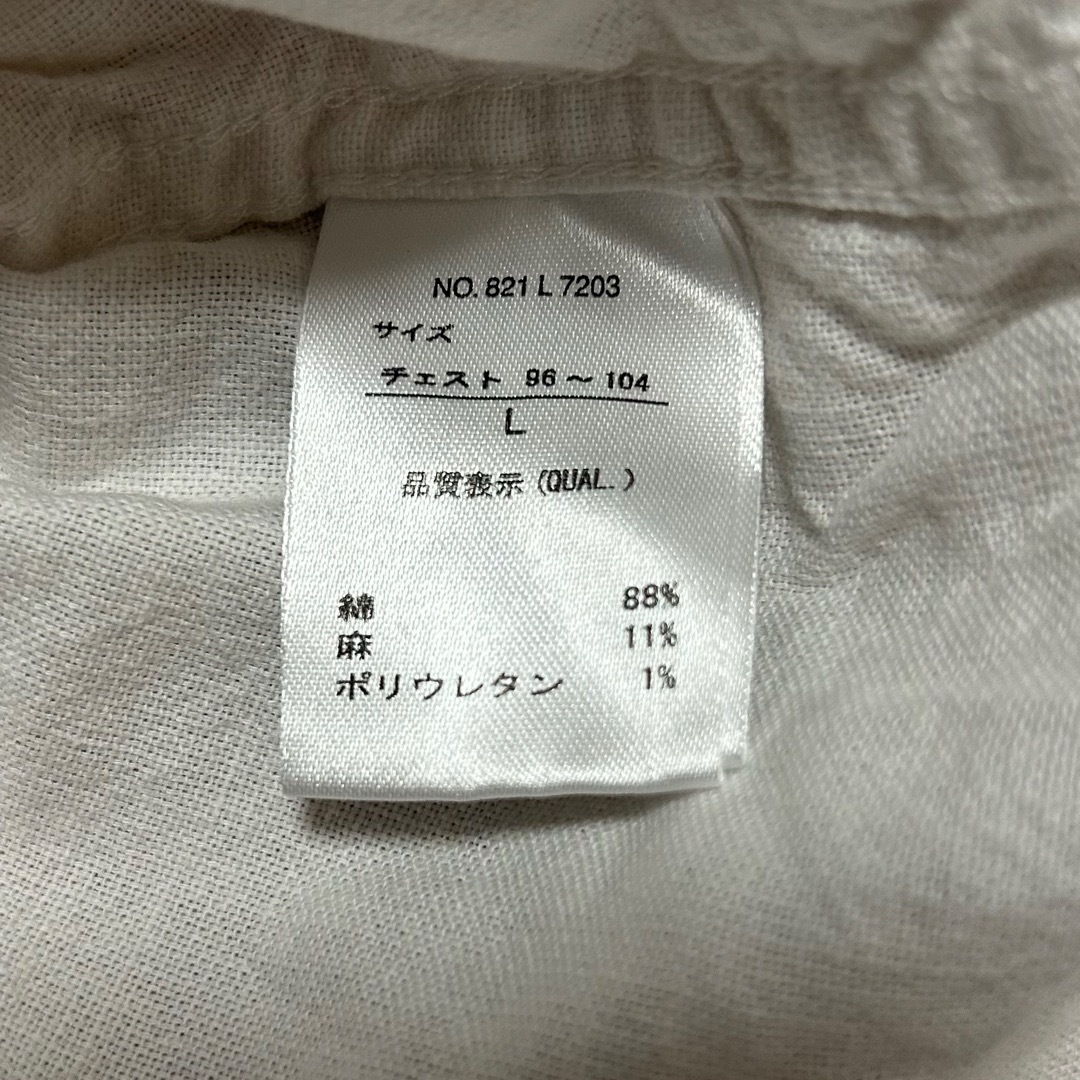 NO. 821 L 7203
サイズ
チェスト 96～104
L
品質表示 (QUAL.)
綿 88%
麻 11%
ポリウレタン 1%